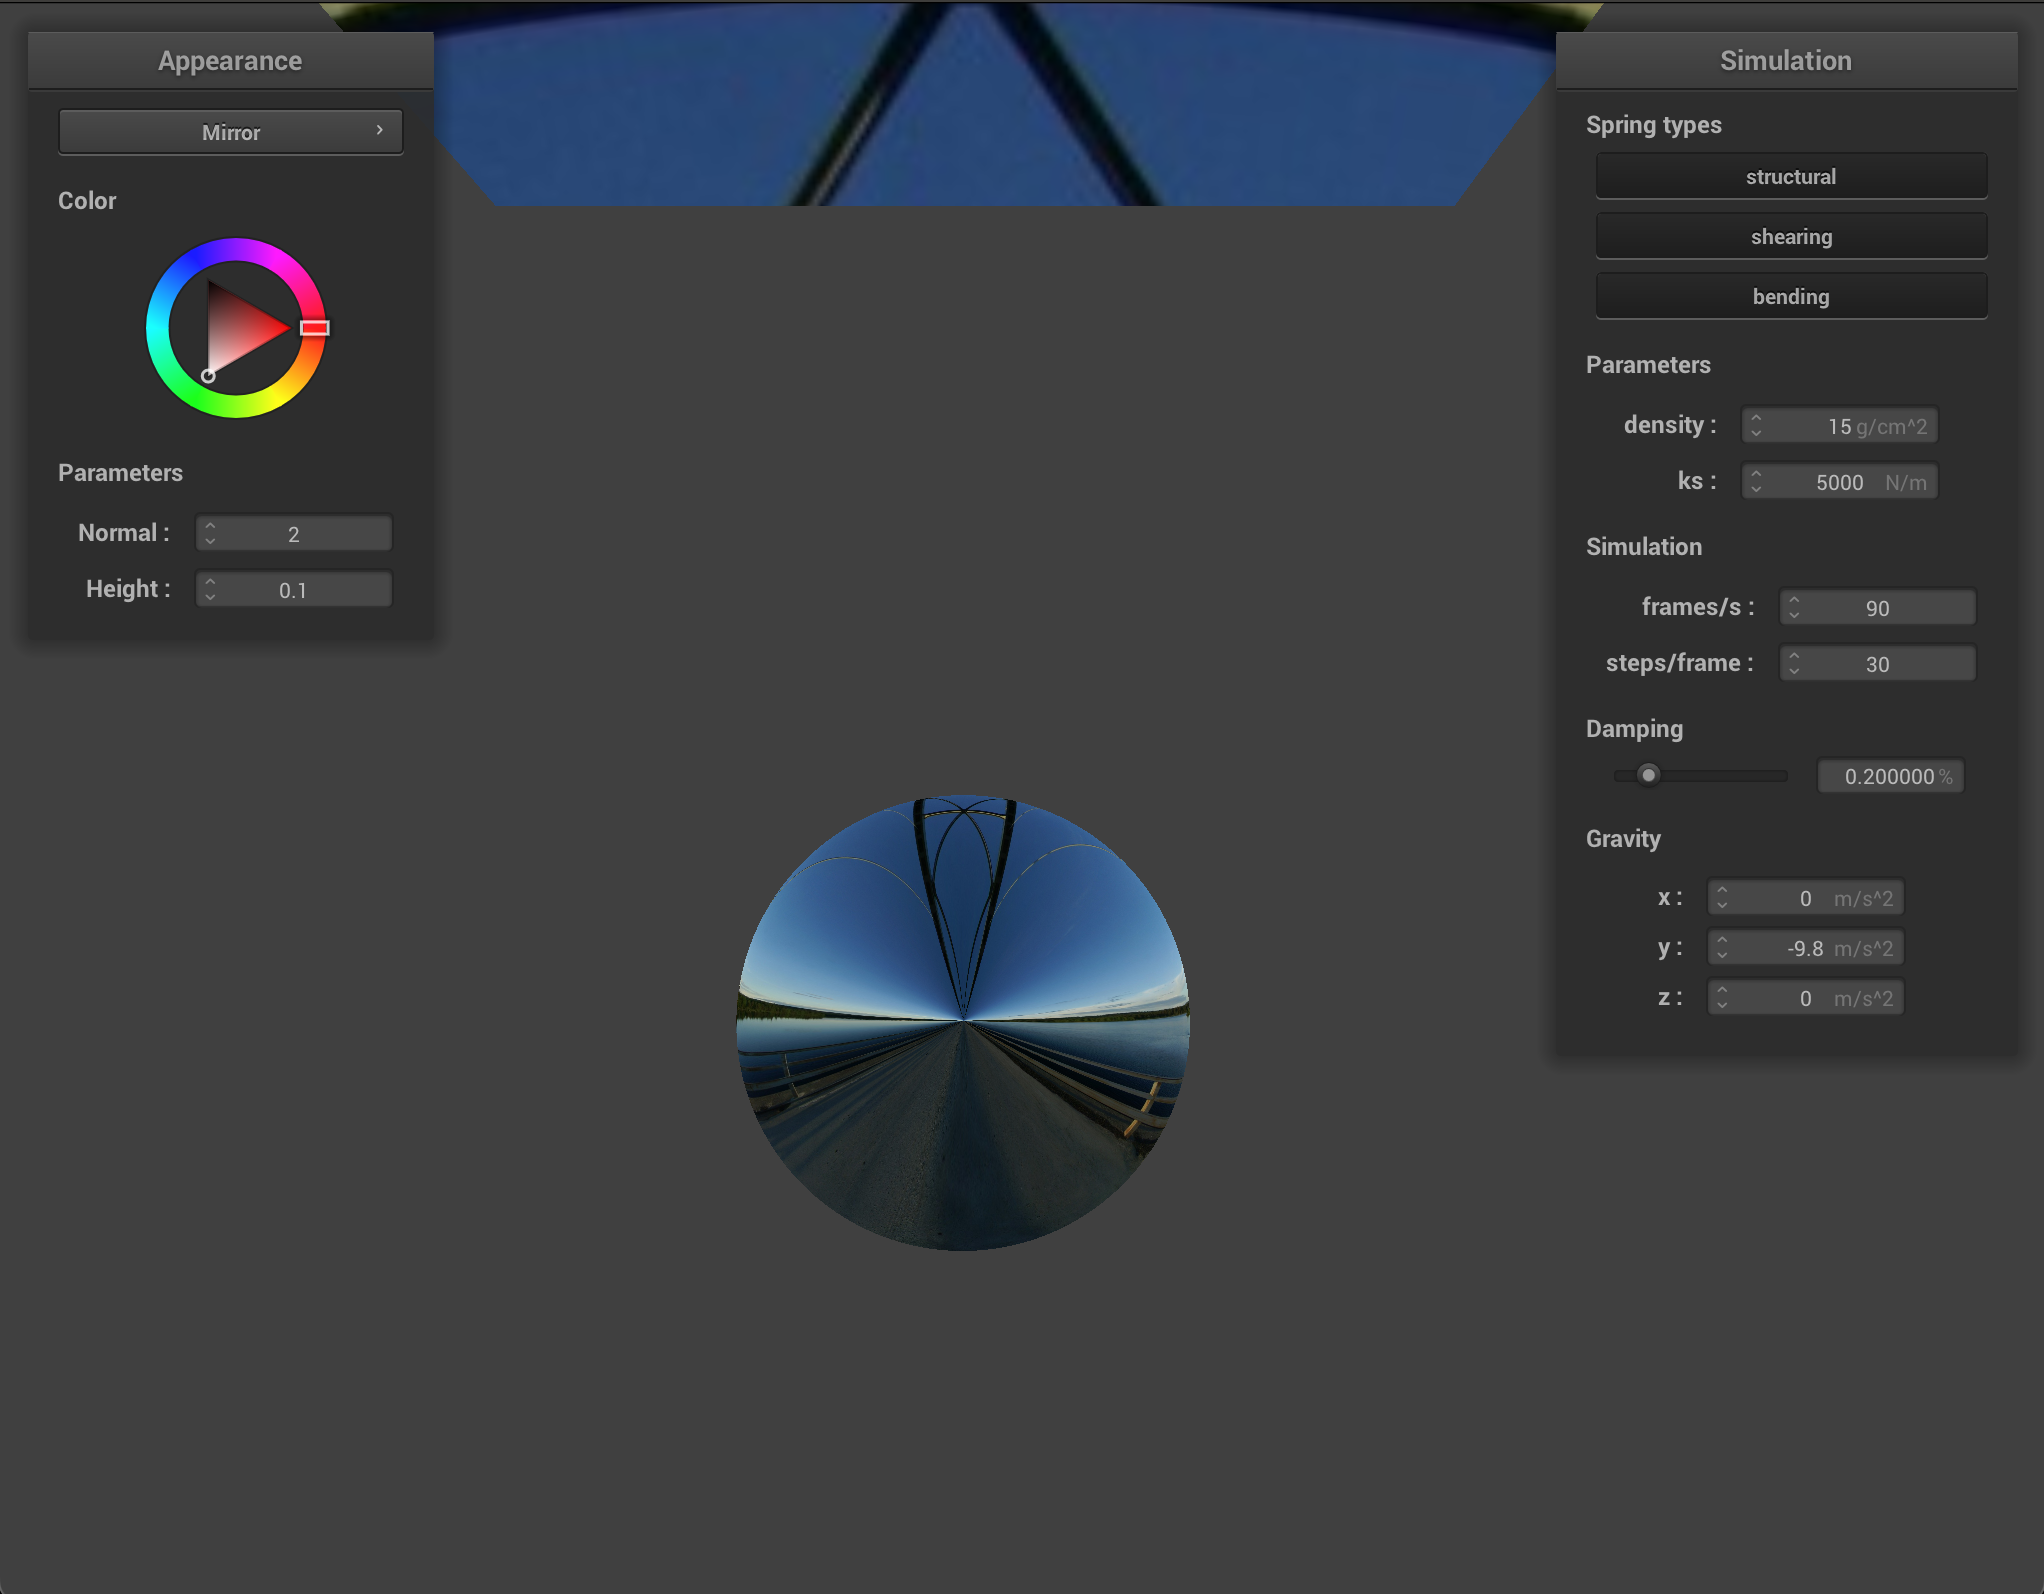 Appearance
Mirror
Color
Parameters
Normal : 2
Height : 0.1
Simulation
Spring types
structural
shearing
bending
Parameters
density : 15 g/cm^2
ks : 5000 N/m
Simulation
frames/s : 90
steps/frame : 30
Damping
0.200000 %
Gravity
x : 0 m/s^2
y : -9.8 m/s^2
z : 0 m/s^2